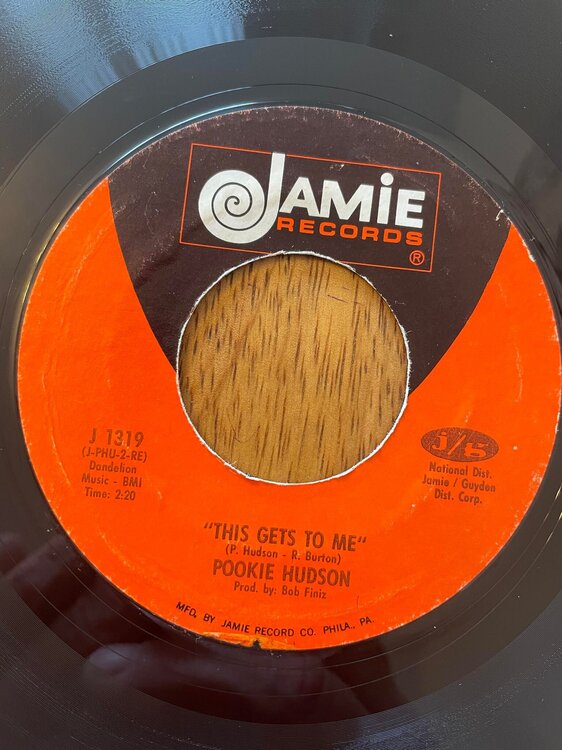 JAMiE
RECORDS
®
J 1319
(J-PHU-2-RE)
Dandelion
Music - BMI
Time: 2:20
j/g
National Dist.
Jamie / Guyden
Dist. Corp.
"THIS GETS TO ME"
(P. Hudson - R. Burton)
POOKIE HUDSON
Prod. by: Bob Finiz
MFD. BY JAMIE RECORD CO. PHILA., PA.